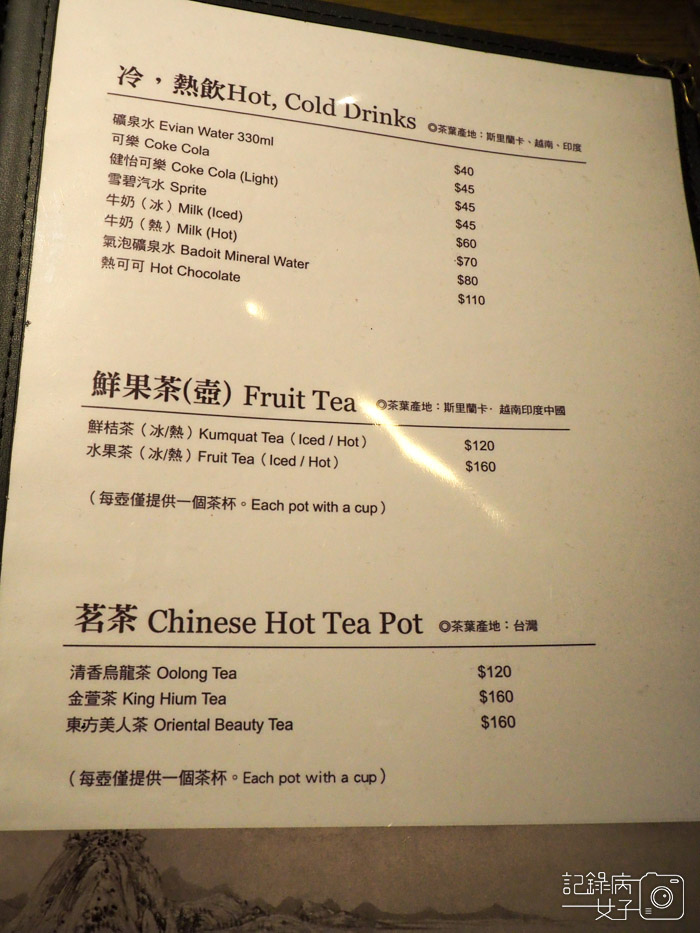 冷，熱飲Hot, Cold Drinks ◎茶葉產地：斯里蘭卡、越南、印度
礦泉水 Evian Water 330ml $40
可樂 Coke Cola $45
健怡可樂 Coke Cola (Light) $45
雪碧汽水 Sprite $45
牛奶（冰）Milk (Iced) $60
牛奶（熱）Milk (Hot) $70
氣泡礦泉水 Badoit Mineral Water $80
熱可可 Hot Chocolate $110
鮮果茶(壺) Fruit Tea ◎茶葉產地：斯里蘭卡．越南印度中國
鮮桔茶（冰/熱）Kumquat Tea（Iced / Hot） $120
水果茶（冰/熱）Fruit Tea（Iced / Hot） $160
（每壺僅提供一個茶杯。Each pot with a cup）
茗茶 Chinese Hot Tea Pot ◎茶葉產地：台灣
清香烏龍茶 Oolong Tea $120
金萱茶 King Hium Tea $160
東方美人茶 Oriental Beauty Tea $160
（每壺僅提供一個茶杯。Each pot with a cup）
記錄病
女子